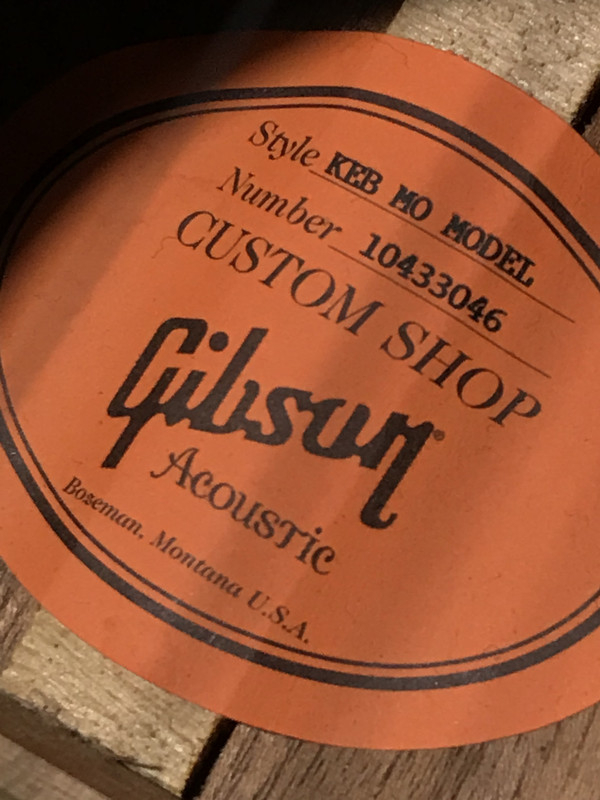 Style KEB MO MODEL
Number 10433046
CUSTOM SHOP
Gibson®
Acoustic
Bozeman, Montana U.S.A.